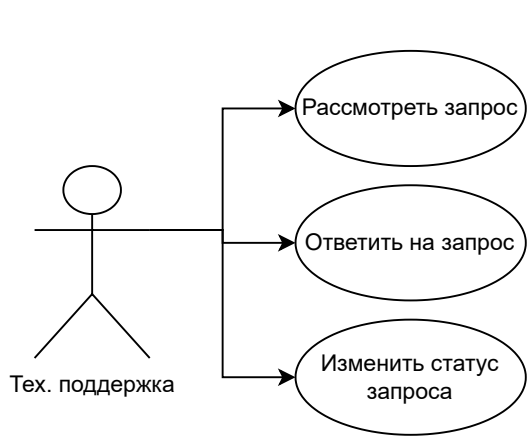 Рассмотреть запрос
Ответить на запрос
Изменить статус
запроса
Тех. поддержка